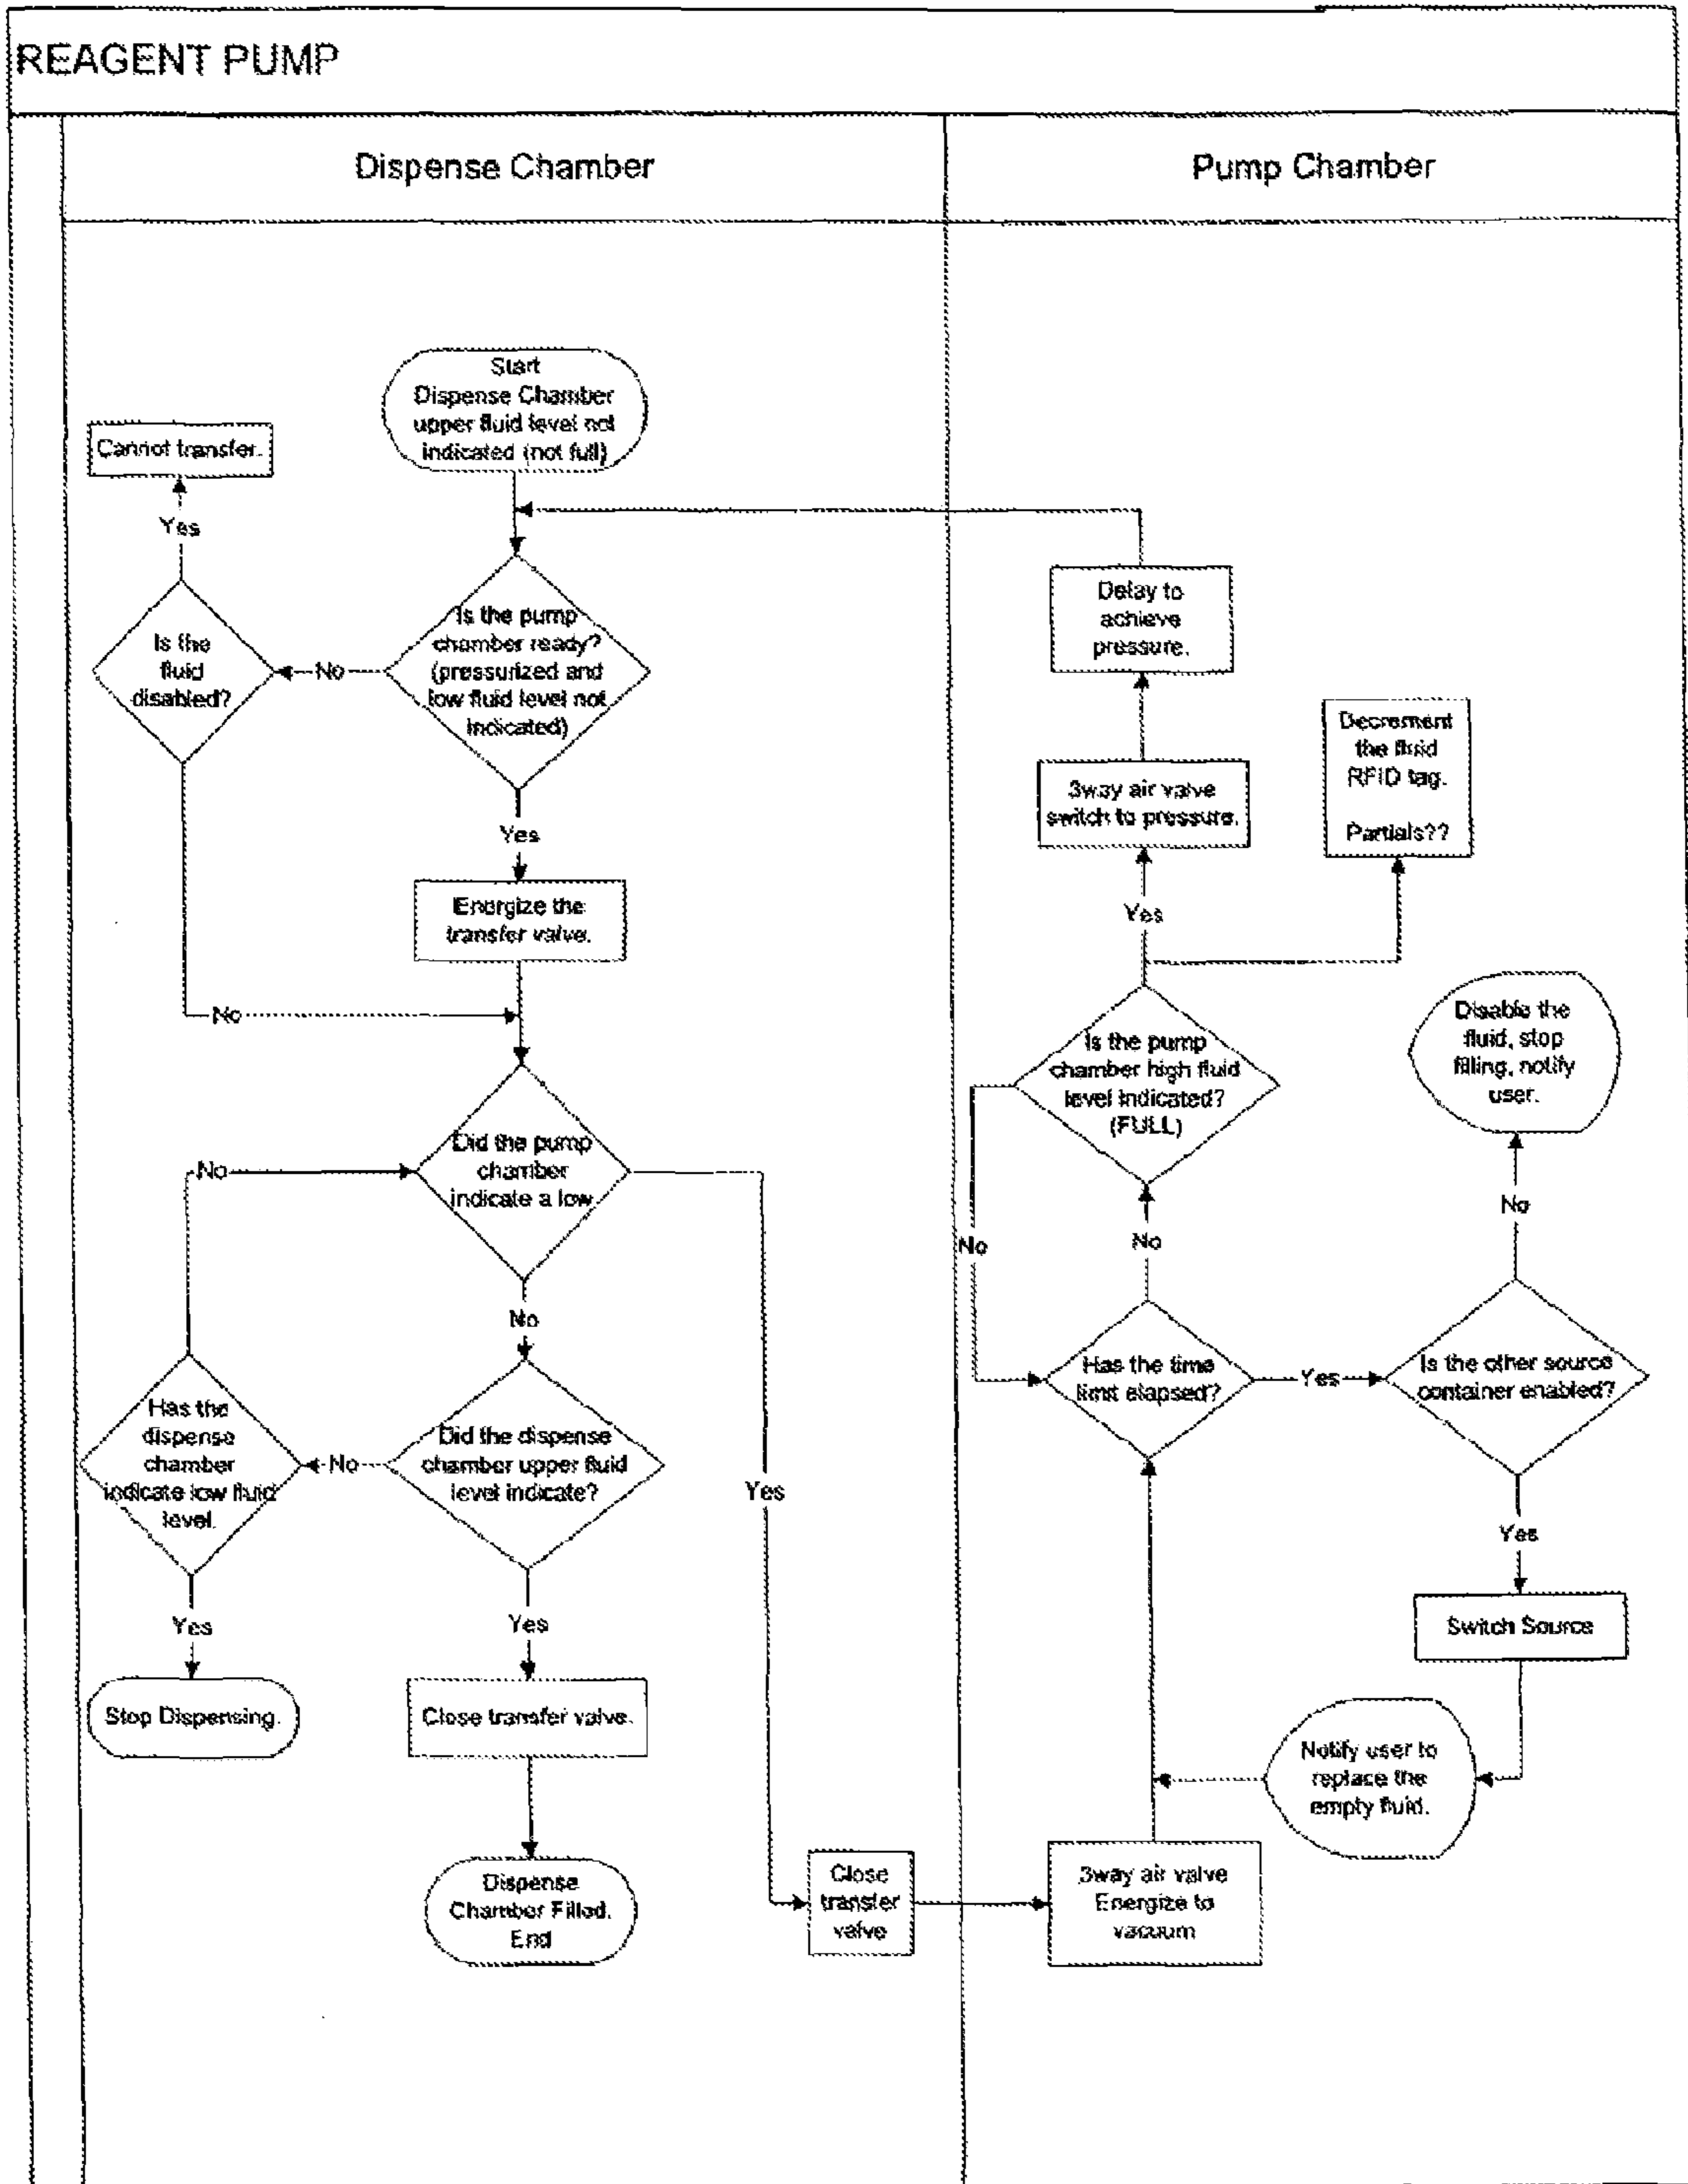 REAGENT PUMP
Dispense Chamber
Pump Chamber
Start
Dispense Chamber
upper fluid level not
indicated (not full)
Cannot transfer.
Yes
Is the
fluid
disabled?
No
Is the pump
chamber ready?
(pressurized and
low fluid level not
indicated)
Yes
Energize the
transfer valve.
No
Did the pump
chamber
indicate a low
No
No
Has the
dispense
chamber
indicate low fluid
level.
No
Did the dispense
chamber upper fluid
level indicate?
Yes
Yes
Yes
Stop Dispensing.
Close transfer valve.
Dispense
Chamber Filled.
End
Close
transfer
valve
Delay to
achieve
pressure.
3way air valve
switch to pressure.
Decrement
the fluid
RFID tag.
Partials??
Yes
Is the pump
chamber high fluid
level indicated?
(FULL)
Disable the
fluid, stop
filling, notify
user.
No
No
No
Has the time
limit elapsed?
Yes
Is the other source
container enabled?
Yes
Switch Source
Notify user to
replace the
empty fluid.
3way air valve
Energize to
vacuum